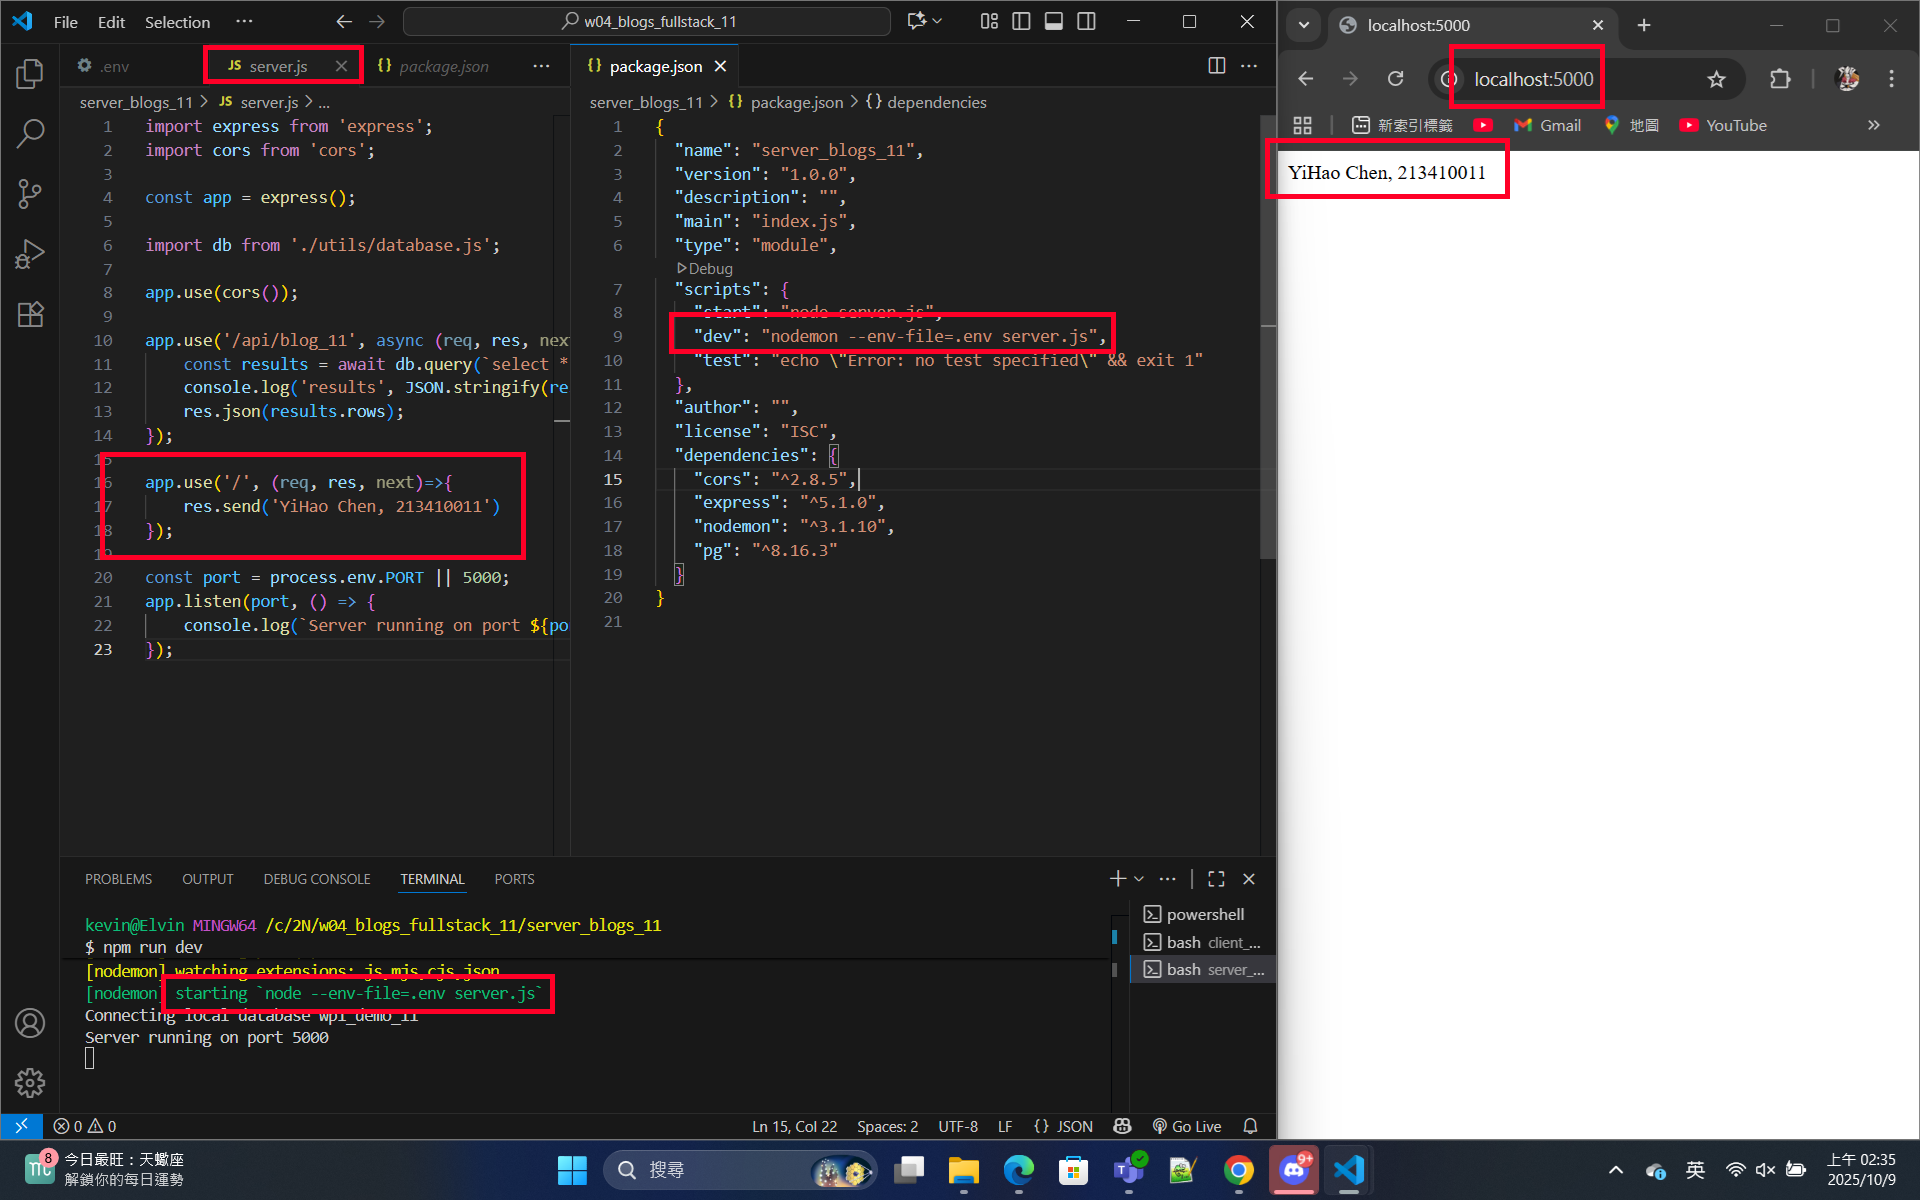 File Edit Selection ··· w04_blogs_fullstack_11
.env JS server.js {} package.json ···
server_blogs_11 > JS server.js > ...
1 import express from 'express';
2 import cors from 'cors';
3
4 const app = express();
5
6 import db from './utils/database.js';
7
8 app.use(cors());
9
10 app.use('/api/blog_11', async (req, res, nex
11 const results = await db.query(`select *
12 console.log('results', JSON.stringify(re
13 res.json(results.rows);
14 });
15
16 app.use('/', (req, res, next)=>{
17 res.send('YiHao Chen, 213410011')
18 });
19
20 const port = process.env.PORT || 5000;
21 app.listen(port, () => {
22 console.log(`Server running on port ${po
23 });
{} package.json ···
server_blogs_11 > {} package.json > {} dependencies
1 {
2 "name": "server_blogs_11",
3 "version": "1.0.0",
4 "description": "",
5 "main": "index.js",
6 "type": "module",
Debug
7 "scripts": {
8 "start": "node server.js",
9 "dev": "nodemon --env-file=.env server.js",
10 "test": "echo \"Error: no test specified\" && exit 1"
11 },
12 "author": "",
13 "license": "ISC",
14 "dependencies": {
15 "cors": "^2.8.5",
16 "express": "^5.1.0",
17 "nodemon": "^3.1.10",
18 "pg": "^8.16.3"
19 }
20 }
21
PROBLEMS OUTPUT DEBUG CONSOLE TERMINAL PORTS
kevin@Elvin MINGW64 /c/2N/w04_blogs_fullstack_11/server_blogs_11
$ npm run dev
[nodemon] watching extensions: js,mjs,cjs,json
[nodemon] starting `node --env-file=.env server.js`
Connecting local database wp1_demo_11
Server running on port 5000
powershell
bash client_...
bash server_...
0 0 Ln 15, Col 22 Spaces: 2 UTF-8 LF {} JSON Go Live
localhost:5000
localhost:5000
新索引標籤 Gmail 地圖 YouTube »
YiHao Chen, 213410011
8 今日最旺：天蠍座
解鎖你的每日運勢
搜尋
9+
英
上午 02:35
2025/10/9